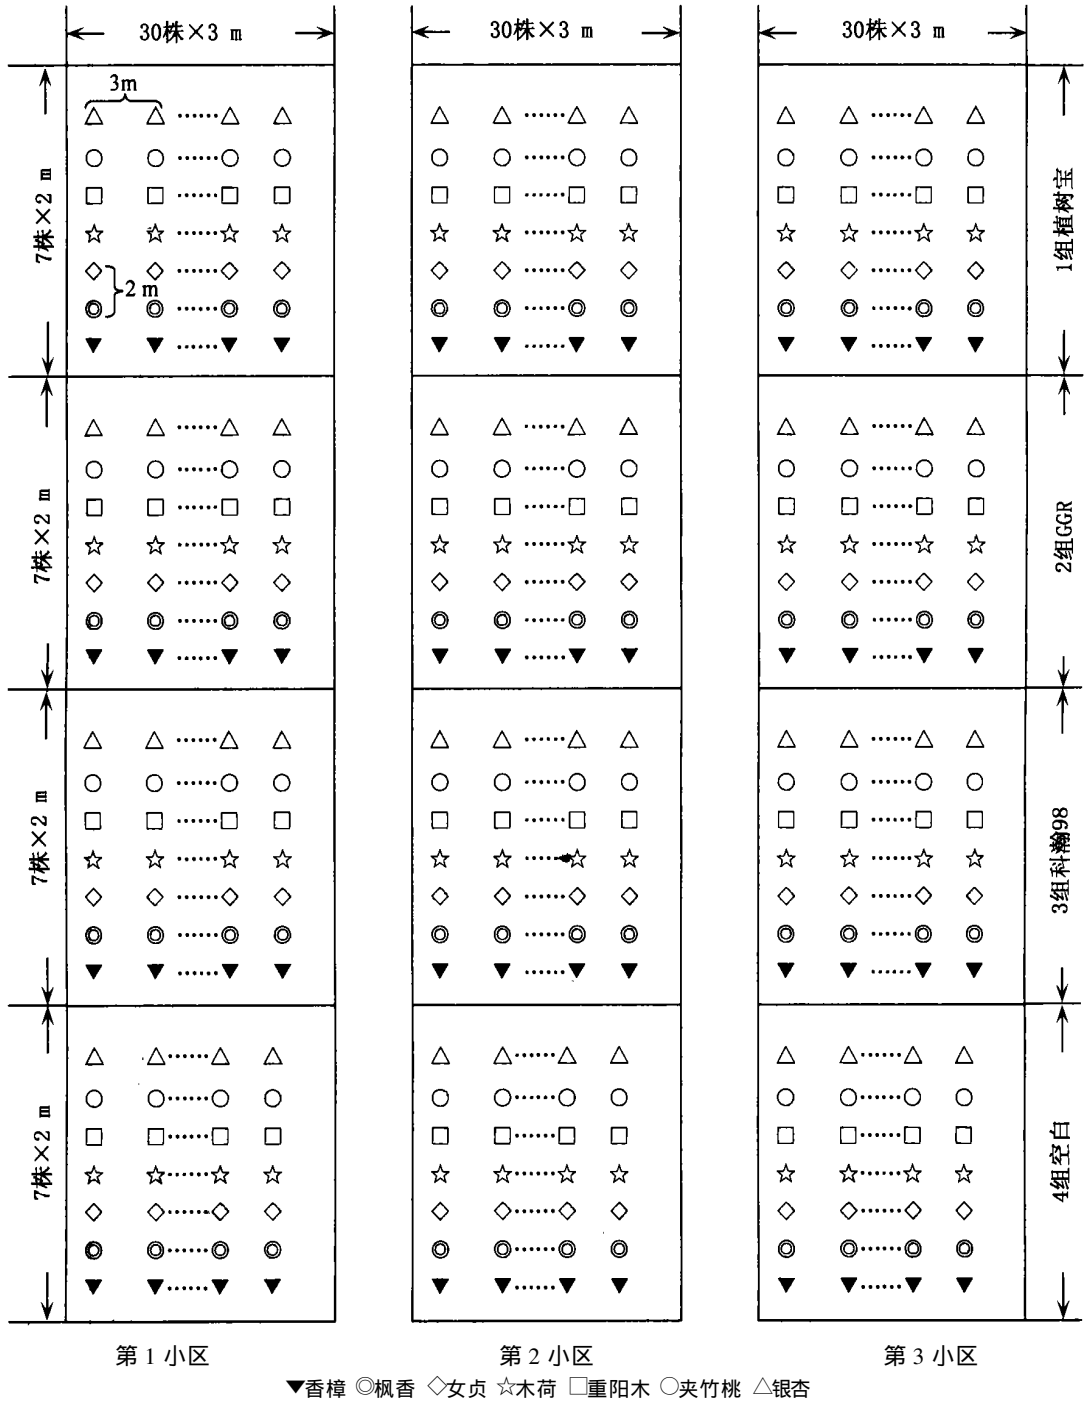 30株×3 m 30株×3 m 30株×3 m
3m
7株×2 m
2 m
1组植树宝
7株×2 m
2组GGR
7株×2 m
3组科瀚98
7株×2 m
4组空白
第 1 小区 第 2 小区 第 3 小区
▼香樟 ◎枫香 ◇女贞 ☆木荷 □重阳木 ○夹竹桃 △银杏